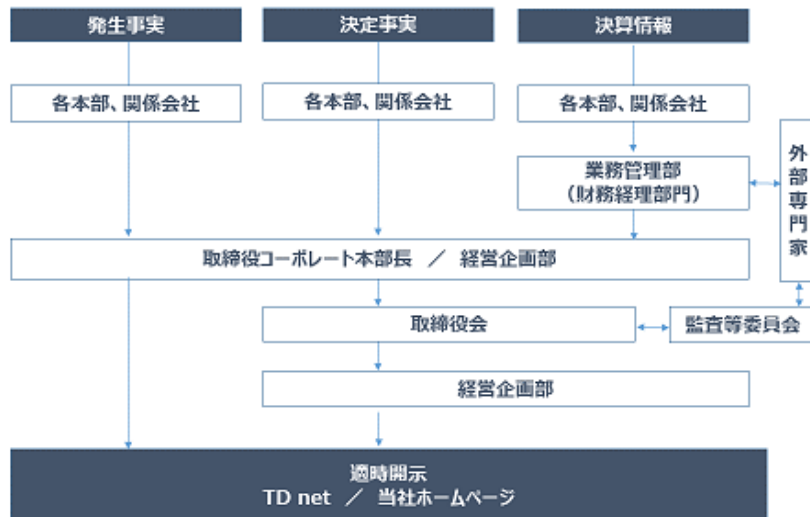 発生事実
決定事実
決算情報
各本部、関係会社
各本部、関係会社
各本部、関係会社
業務管理部
（財務経理部門）
外部専門家
取締役コーポレート本部長　／　経営企画部
取締役会
監査等委員会
経営企画部
適時開示
TD net　／　当社ホームページ